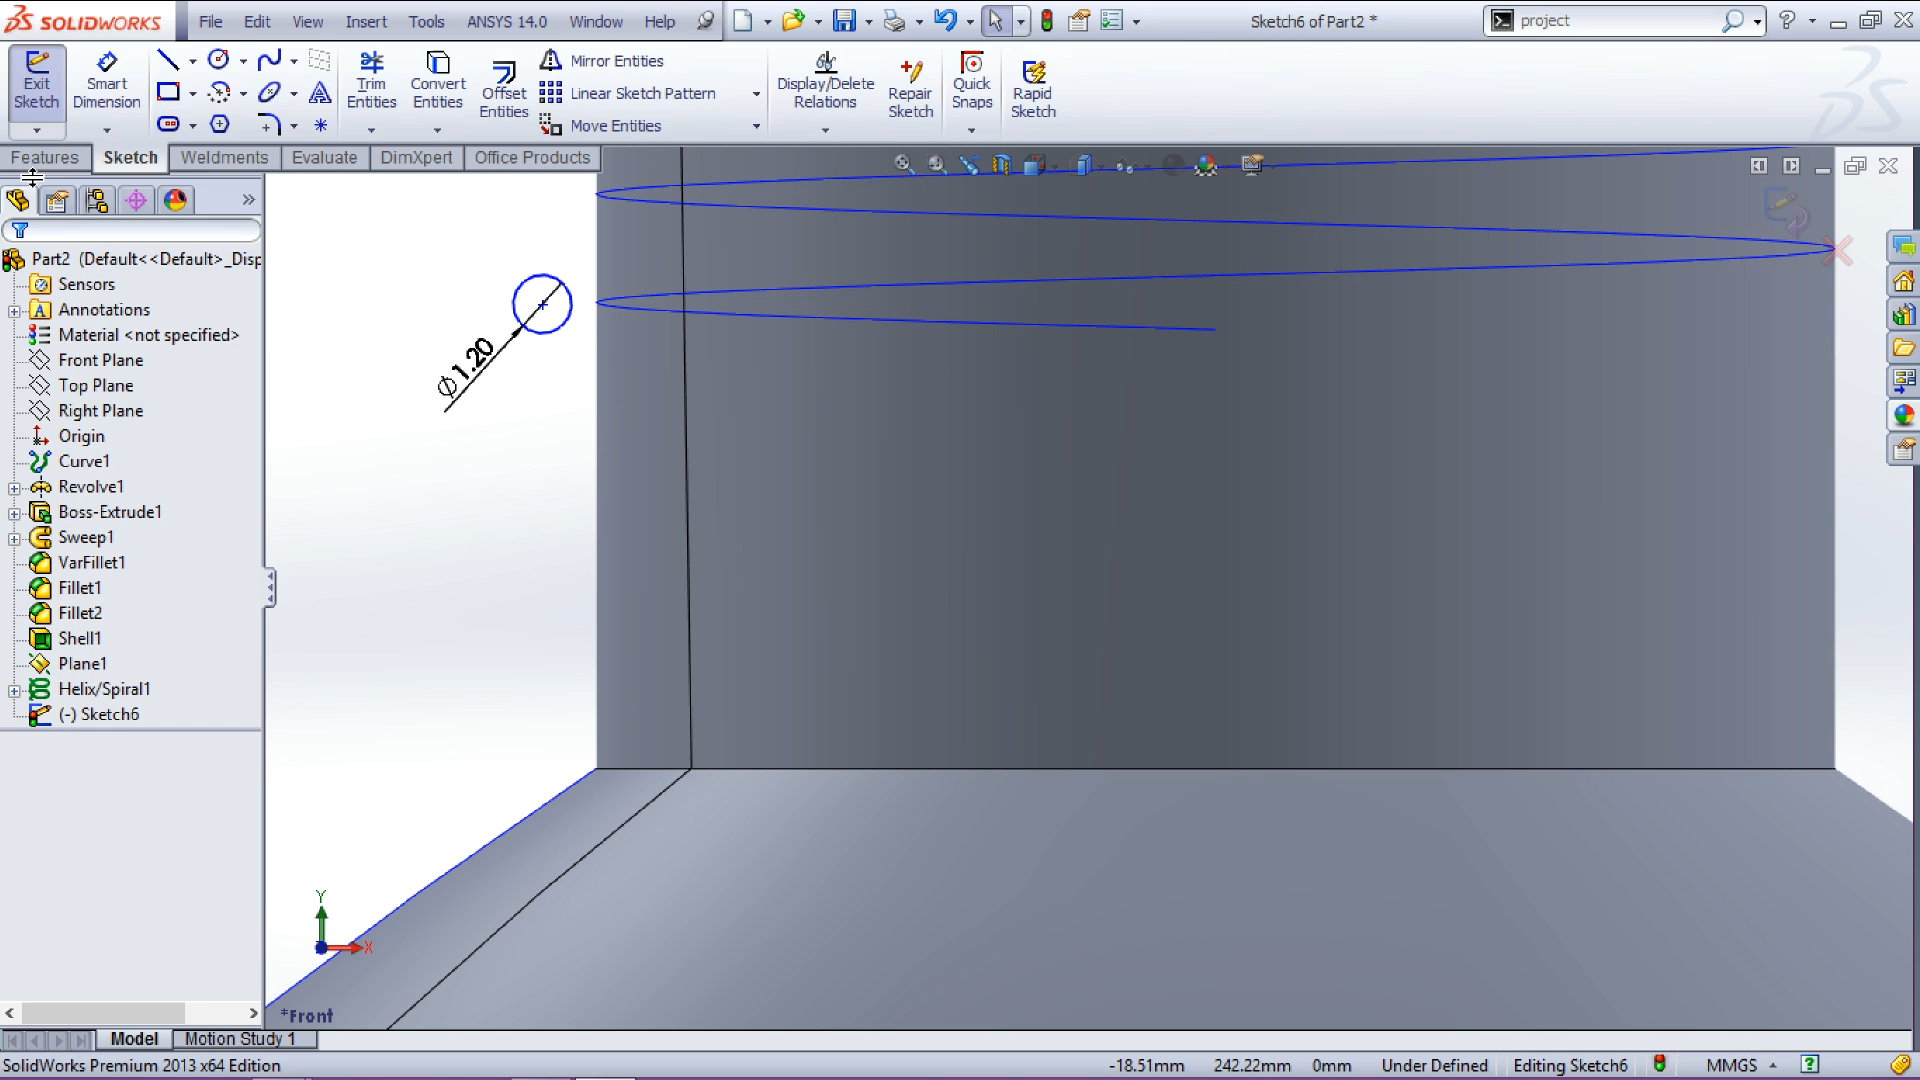 SOLIDWORKS File Edit View Insert Tools ANSYS 14.0 Window Help Sketch6 of Part2 * project
Exit Sketch
Smart Dimension
Trim Entities
Convert Entities
Offset Entities
Mirror Entities
Linear Sketch Pattern
Move Entities
Display/Delete Relations
Repair Sketch
Quick Snaps
Rapid Sketch
Features Sketch Weldments Evaluate DimXpert Office Products
Part2 (Default<<Default>_Disp
Sensors
Annotations
Material <not specified>
Front Plane
Top Plane
Right Plane
Origin
Curve1
Revolve1
Boss-Extrude1
Sweep1
VarFillet1
Fillet1
Fillet2
Shell1
Plane1
Helix/Spiral1
(-) Sketch6
∅1.20
Y
X
*Front
Model Motion Study 1
SolidWorks Premium 2013 x64 Edition -18.51mm 242.22mm 0mm Under Defined Editing Sketch6 MMGS